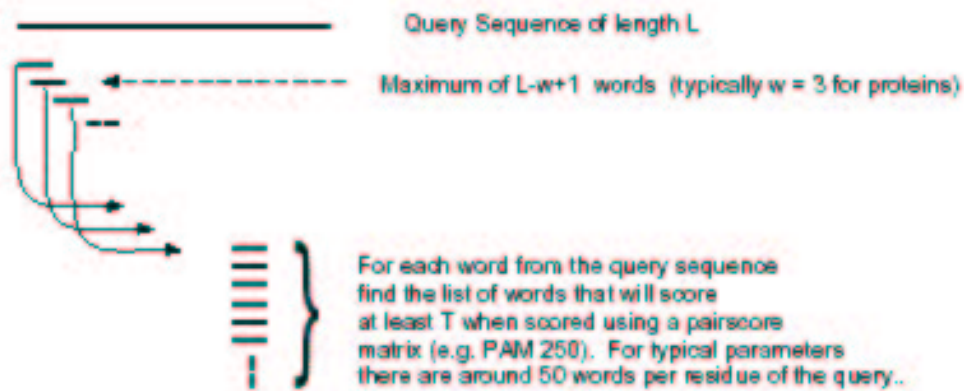 Query Sequence of length L
Maximum of L-w+1 words (typically w = 3 for proteins)
For each word from the query sequence
find the list of words that will score
at least T when scored using a pairscore
matrix (e.g. PAM 250). For typical parameters
there are around 50 words per residue of the query..